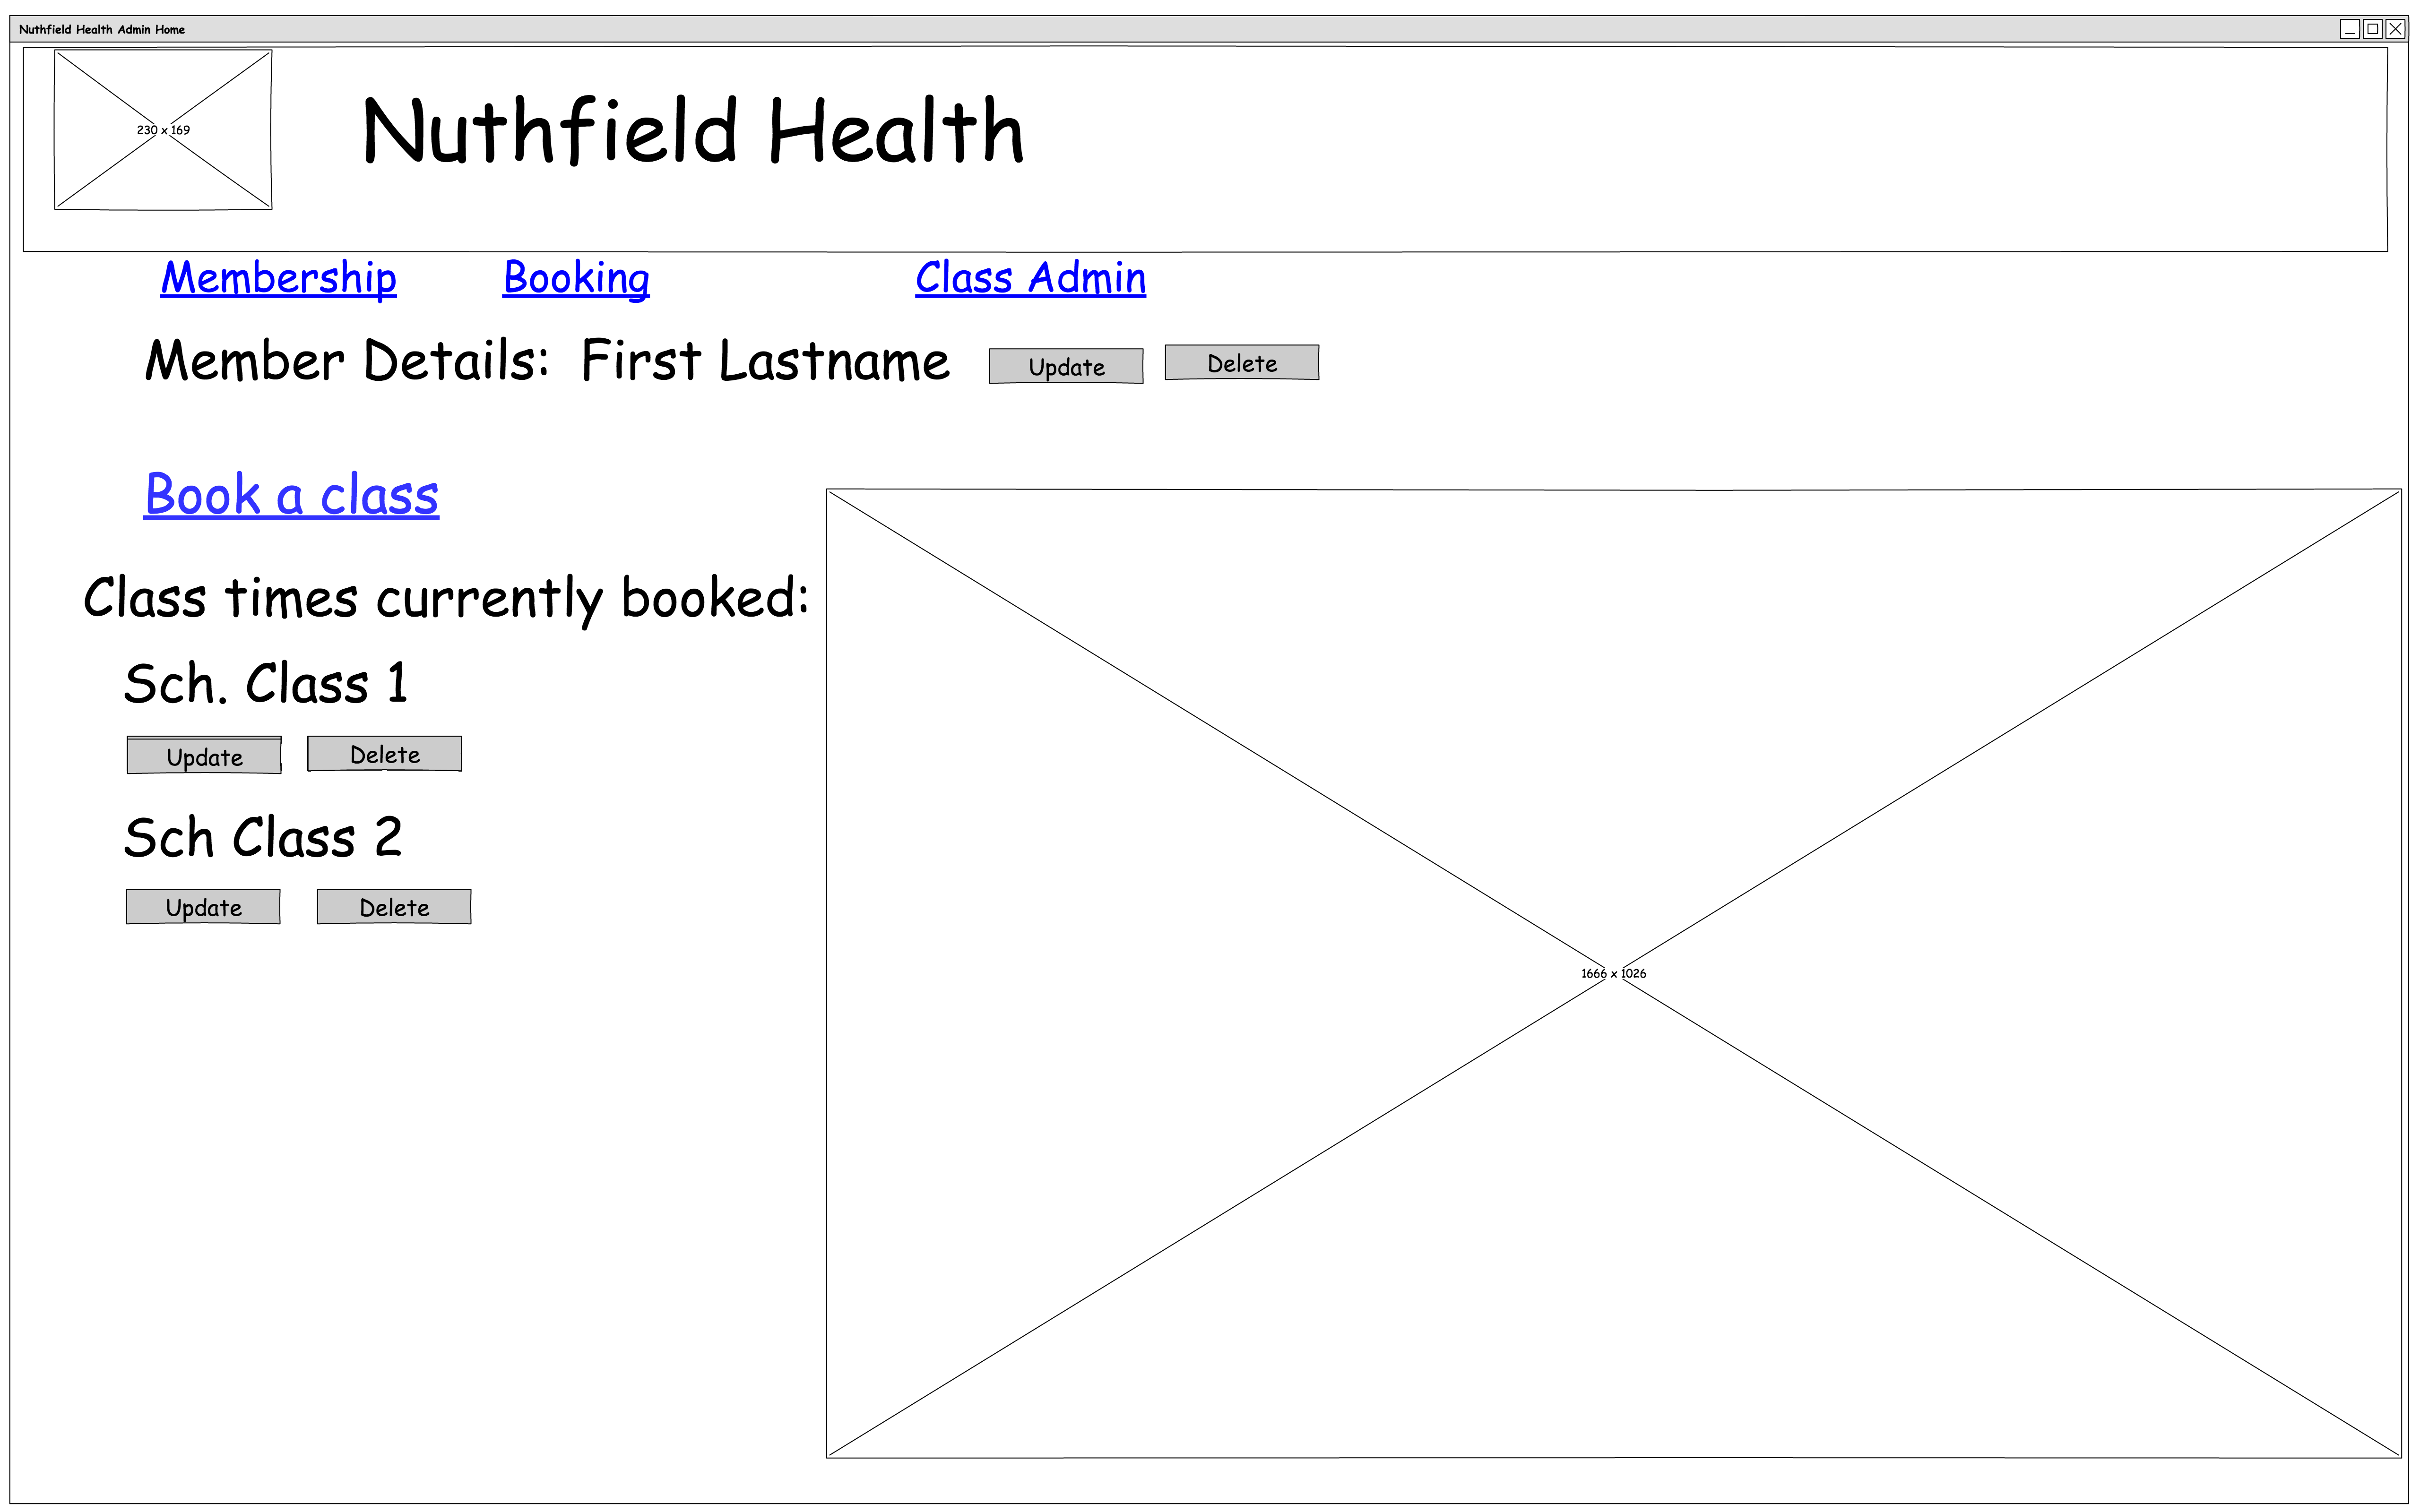 Nuthfield Health Admin Home
230 x 169
Nuthfield Health
Membership Booking Class Admin
Member Details: First Lastname Update Delete
Book a class
Class times currently booked:
Sch. Class 1
Update Delete
Sch Class 2
Update Delete
1666 x 1026